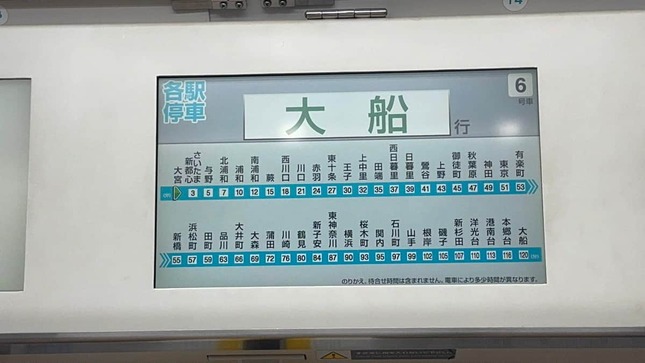 各駅
停車
大船
行
6
号車
大宮 さいたま新都心 与野 北浦和 浦和 南浦和 蕨 西川口 川口 赤羽 東十条 王子 上中里 田端 西日暮里 日暮里 鶯谷 上野 御徒町 秋葉原 神田 東京 有楽町
3 5 7 10 12 15 18 21 24 27 30 32 35 37 39 41 43 45 47 49 51 53
新橋 浜松町 田町 品川 大井町 大森 蒲田 川崎 鶴見 新子安 東神奈川 横浜 桜木町 関内 石川町 山手 根岸 磯子 新杉田 洋光台 港南台 本郷台 大船
55 57 59 63 66 69 72 76 80 84 87 90 93 95 97 99 102 105 107 110 113 116 120
のりかえ、待合せ時間は含まれません。電車により多少時間が異なります。